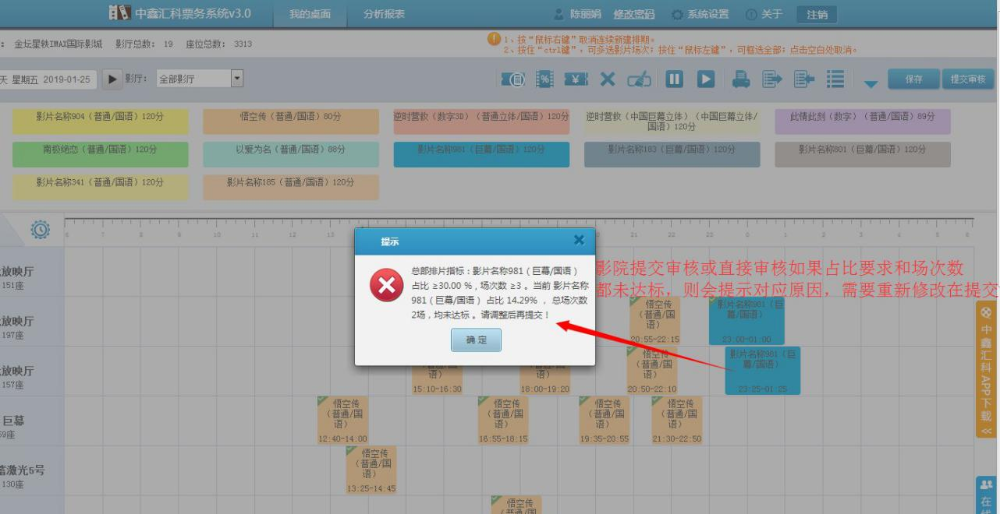 中鑫汇科票务系统v3.0 我的桌面 分析报表 陈丽娟 修改密码 系统设置 关于 注销
： 金坛星轶IMAX国际影城 影厅总数： 19 座位总数： 3313
1、按“鼠标右键”取消连续新建排期。
2、按住“ctrl键”，可多选影片场次；按住“鼠标左键”，可框选全部；点击空白处取消。
天 星期五 2019-01-25 影厅： 全部影厅 保存 提交审核
影片名称904（普通/国语）120分
悟空传（普通/国语）80分
逆时营救（数字3D）（普通立体/国语）120分
逆时营救（中国巨幕立体）（中国巨幕立体/
国语）120分
此情此刻（数字）（普通/国语）89分
南极绝恋（普通/国语）120分
以爱为名（普通/国语）88分
影片名称981（巨幕/国语）120分
影片名称183（巨幕/国语）120分
影片名称801（巨幕/国语）120分
影片名称341（普通/国语）120分
影片名称185（普通/国语）120分
6 7 8 9 10 11 12 13 21 22 23 0 1 2 3 4 5 6
提示
总部排片指标：影片名称981（巨幕/国语）
占比 ≥30.00 %，场次数 ≥3 。当前 影片名称
981（巨幕/国语） 占比 14.29% ， 总场次数
2场，均未达标 。请调整后再提交！
确 定
影院提交审核或直接审核如果占比要求和场次数
都未达标，则会提示对应原因，需要重新修改在提交
放映厅
151座
放映厅
197座
悟空传
（普通/国
语）
20:55-22:15
影片名称981（巨
幕/国语）
23:00-01:00
放映厅
157座
语）
15:10-16:30
语）
18:00-19:20
悟空传
（普通/国
语）
20:50-22:10
影片名称981（巨
幕/国语）
23:25-01:25
巨幕
59座
悟空传
（普通/国
语）
12:40-14:00
悟空传
（普通/国
语）
16:55-18:15
悟空传
（普通/国
语）
19:35-20:55
悟空传
（普通/国
语）
21:30-22:50
激光5号
130座
悟空传
（普通/国
语）
13:25-14:45
悟空传
（普通/国
中鑫汇科APP下载
在